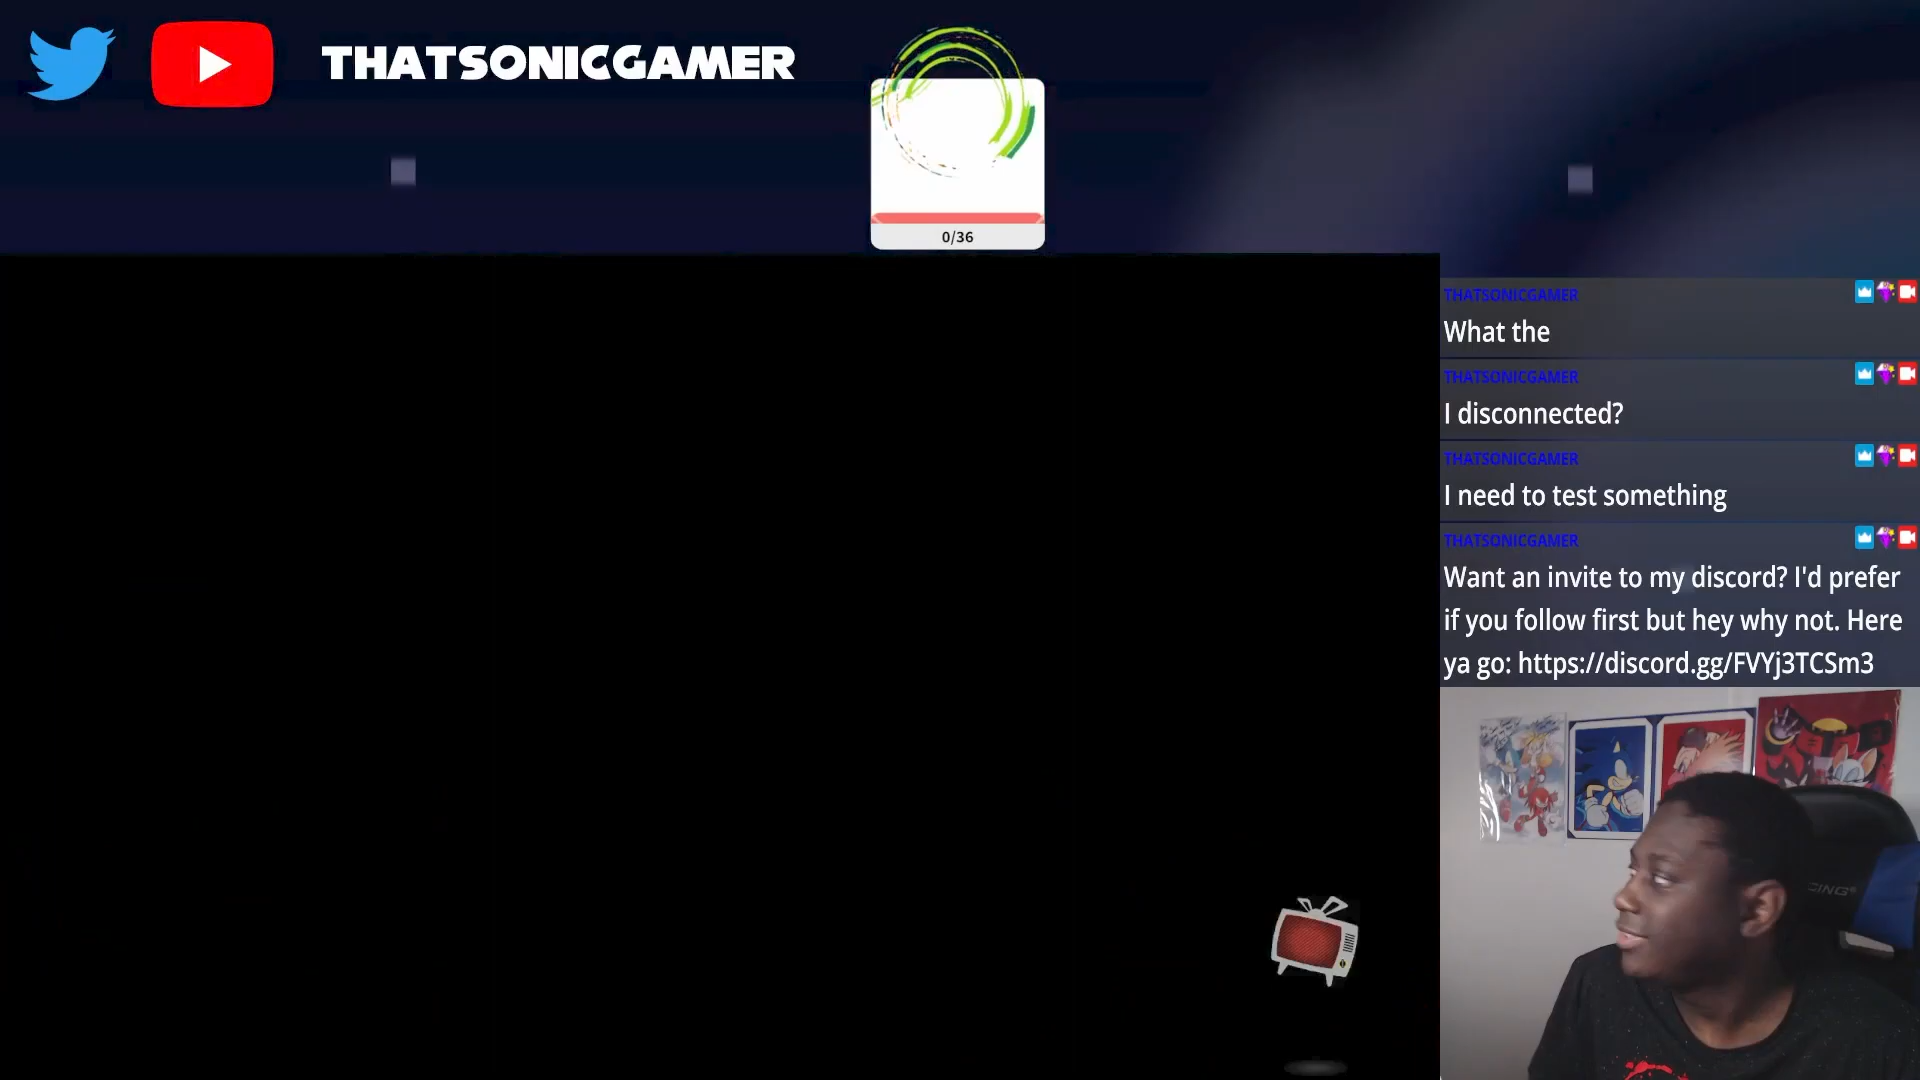 THATSONICGAMER
0/36
THATSONICGAMER
What the
THATSONICGAMER
I disconnected?
THATSONICGAMER
I need to test something
THATSONICGAMER
Want an invite to my discord? I'd prefer
if you follow first but hey why not. Here
ya go: https://discord.gg/FVYj3TCSm3
CING